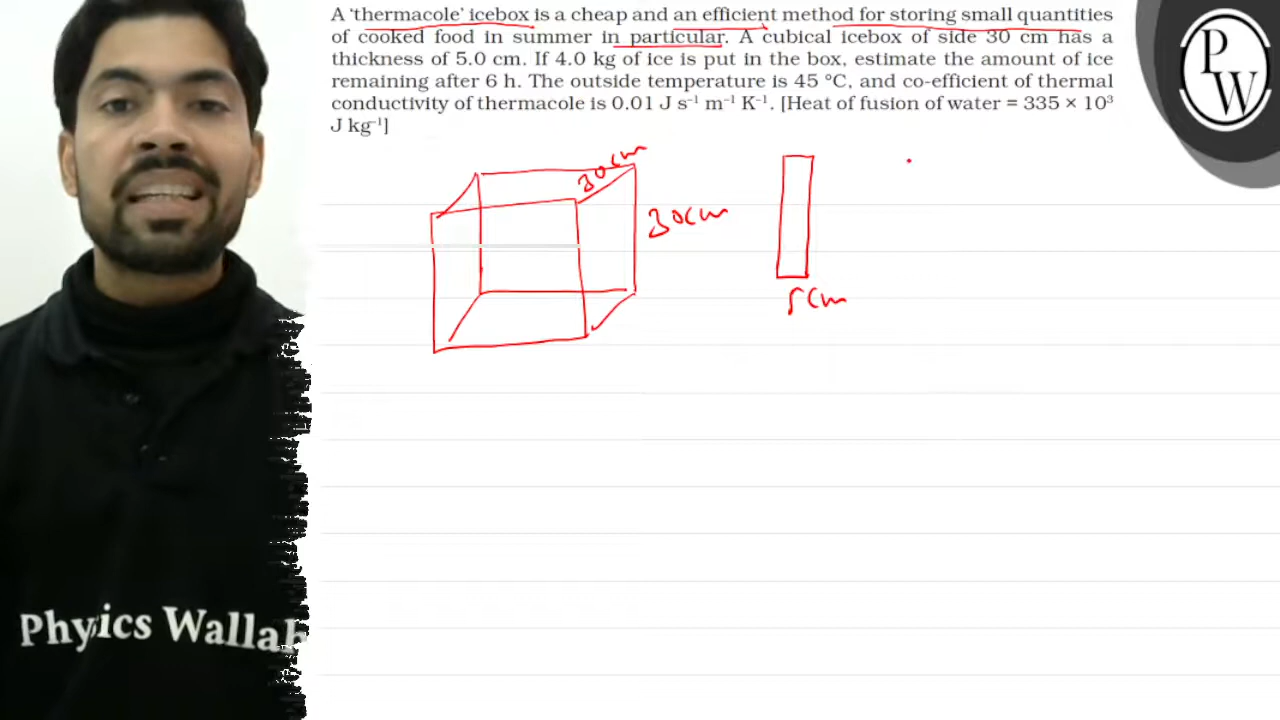 A 'thermacole' icebox is a cheap and an efficient method for storing small quantities
of cooked food in summer in particular. A cubical icebox of side 30 cm has a
thickness of 5.0 cm. If 4.0 kg of ice is put in the box, estimate the amount of ice
remaining after 6 h. The outside temperature is 45 °C, and co-efficient of thermal
conductivity of thermacole is 0.01 J s⁻¹ m⁻¹ K⁻¹. [Heat of fusion of water = 335 × 10³
J kg⁻¹]
PW
30cm
30cm
5cm
Physics Wallah